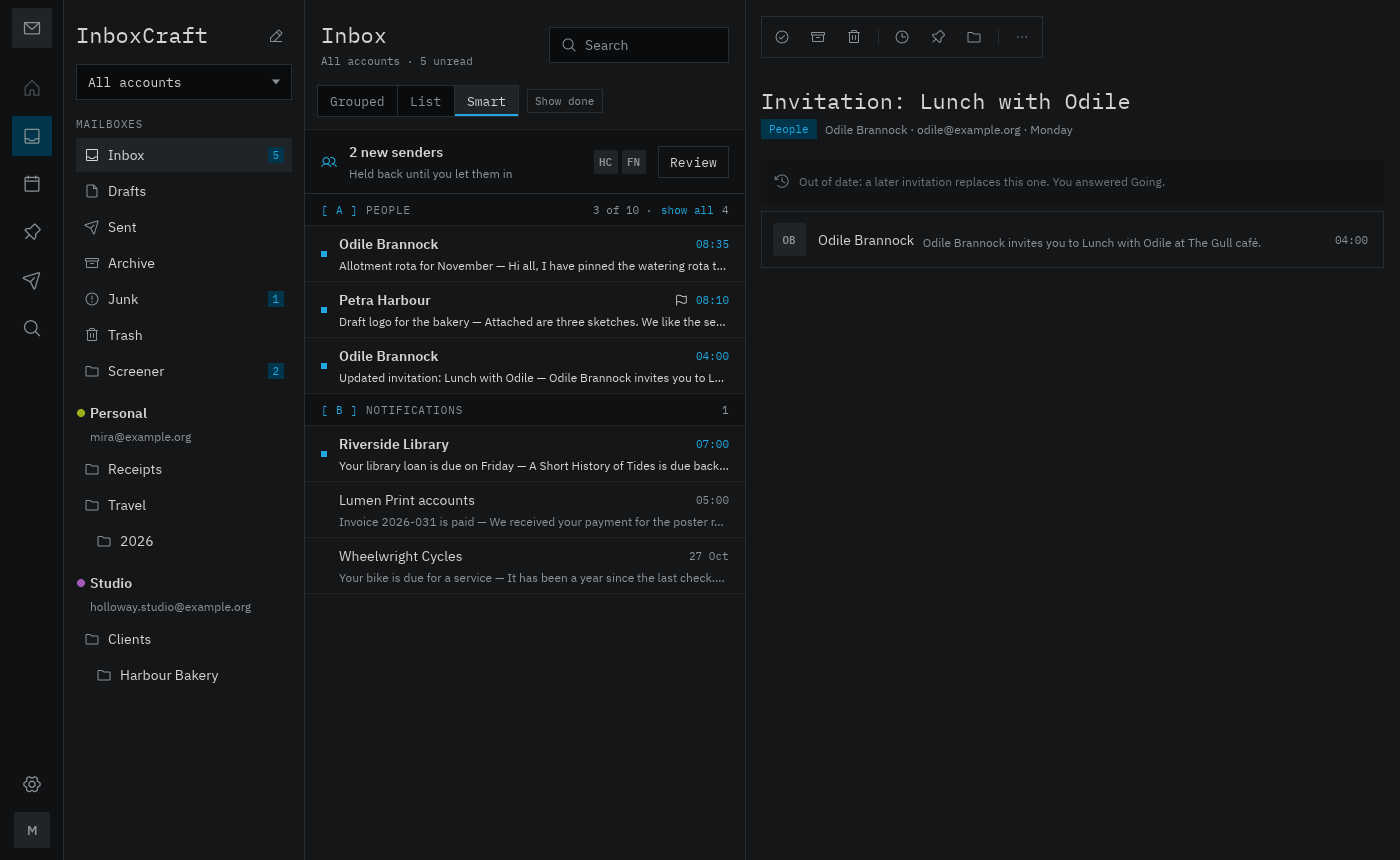 InboxCraft
All accounts
MAILBOXES
Inbox 5
Drafts
Sent
Archive
Junk 1
Trash
Screener 2
Personal
mira@example.org
Receipts
Travel
2026
Studio
holloway.studio@example.org
Clients
Harbour Bakery
M
Inbox
All accounts · 5 unread
Search
Grouped List Smart Show done
2 new senders
Held back until you let them in
HC FN Review
[ A ] PEOPLE 3 of 10 · show all 4
Odile Brannock 08:35
Allotment rota for November — Hi all, I have pinned the watering rota t…
Petra Harbour 08:10
Draft logo for the bakery — Attached are three sketches. We like the se…
Odile Brannock 04:00
Updated invitation: Lunch with Odile — Odile Brannock invites you to L…
[ B ] NOTIFICATIONS 1
Riverside Library 07:00
Your library loan is due on Friday — A Short History of Tides is due back…
Lumen Print accounts 05:00
Invoice 2026-031 is paid — We received your payment for the poster r…
Wheelwright Cycles 27 Oct
Your bike is due for a service — It has been a year since the last check.…
Invitation: Lunch with Odile
People Odile Brannock · odile@example.org · Monday
Out of date: a later invitation replaces this one. You answered Going.
OB Odile Brannock Odile Brannock invites you to Lunch with Odile at The Gull café. 04:00